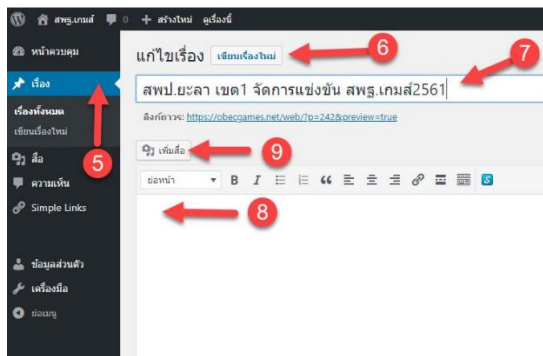 สพฐ.เกมส์ 0 + สร้างใหม่ ดูเรื่องนี้
หน้าควบคุม
เรื่อง
เรื่องทั้งหมด
เขียนเรื่องใหม่
สื่อ
ความเห็น
Simple Links
ข้อมูลส่วนตัว
เครื่องมือ
ย่อเมนู
5
แก้ไขเรื่อง เขียนเรื่องใหม่
6
7
สพป.ยะลา เขต1 จัดการแข่งขัน สพฐ.เกมส์2561
ลิงก์ถาวร: https://obecgames.net/web/?p=242&preview=true
เพิ่มสื่อ
9
ย่อหน้า B I
8